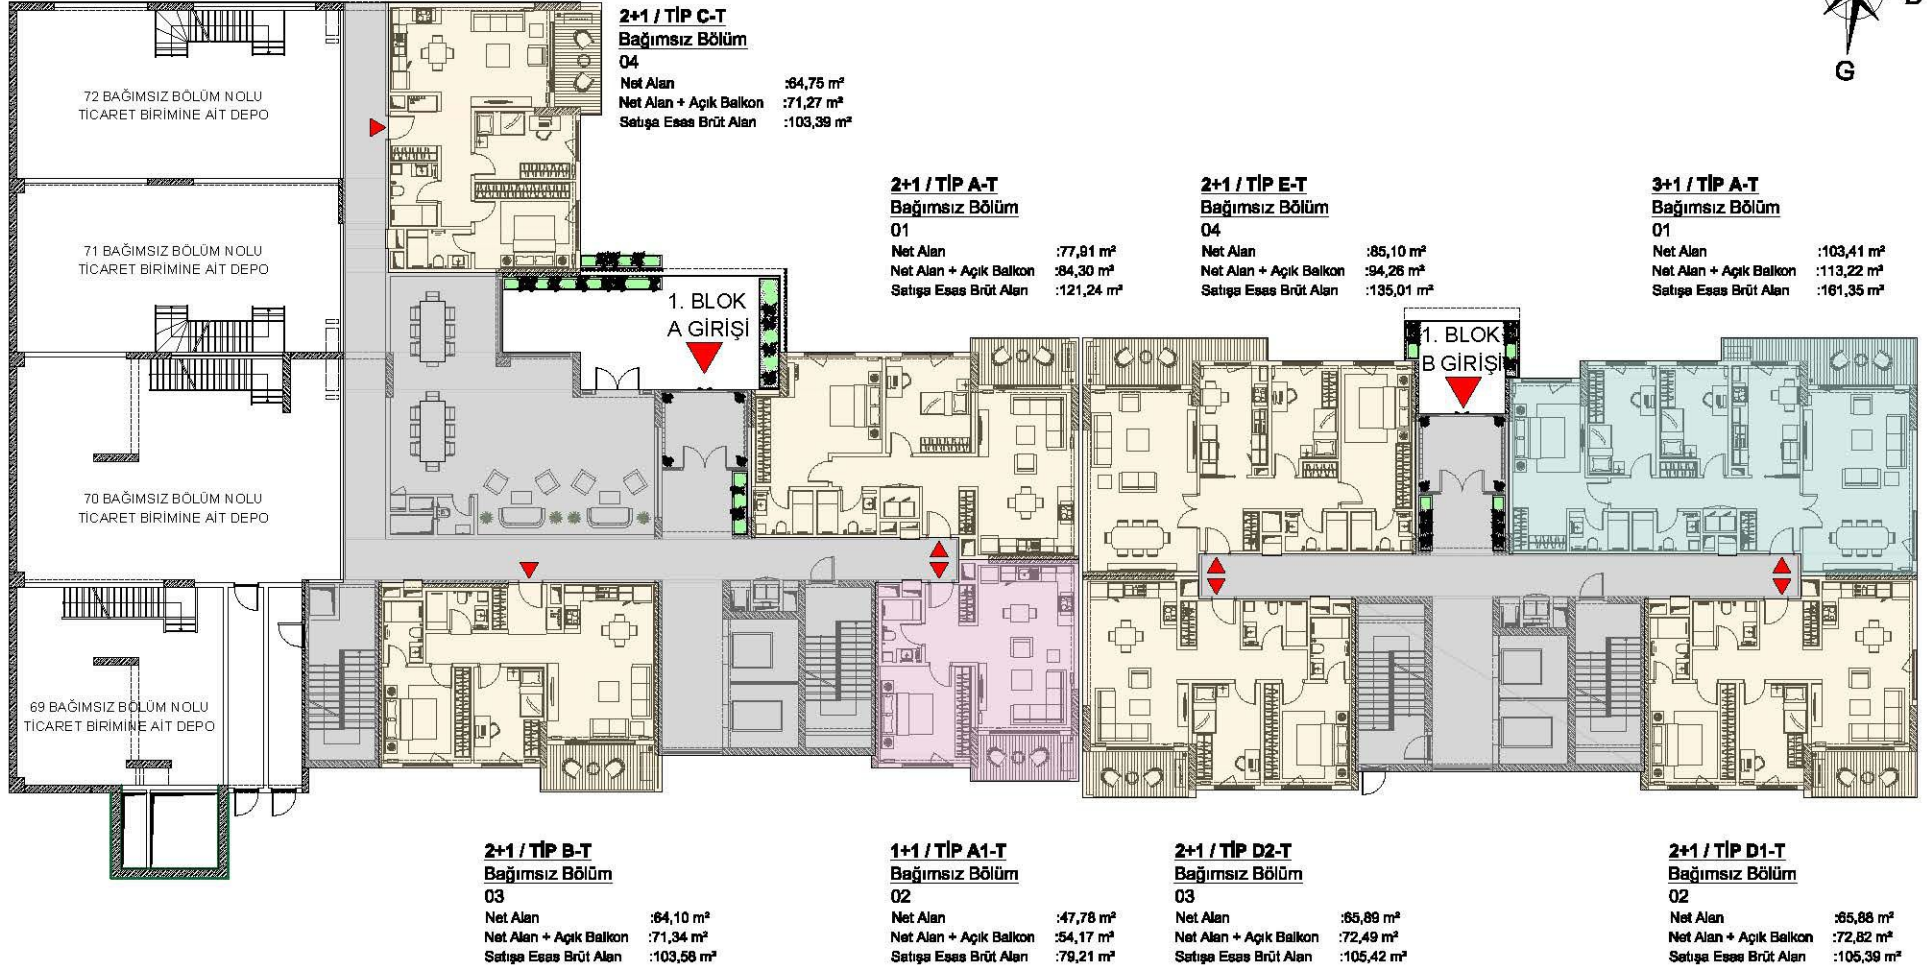 2+1 / TİP C-T
Bağımsız Bölüm
04
Net Alan :64,75 m²
Net Alan + Açık Balkon :71,27 m²
Satışa Esas Brüt Alan :103,39 m²
G
72 BAĞIMSIZ BÖLÜM NOLU
TİCARET BİRİMİNE AİT DEPO
71 BAĞIMSIZ BÖLÜM NOLU
TİCARET BİRİMİNE AİT DEPO
70 BAĞIMSIZ BÖLÜM NOLU
TİCARET BİRİMİNE AİT DEPO
69 BAĞIMSIZ BÖLÜM NOLU
TİCARET BİRİMİNE AİT DEPO
2+1 / TİP A-T
Bağımsız Bölüm
01
Net Alan :77,91 m²
Net Alan + Açık Balkon :84,30 m²
Satışa Esas Brüt Alan :121,24 m²
2+1 / TİP E-T
Bağımsız Bölüm
04
Net Alan :85,10 m²
Net Alan + Açık Balkon :94,26 m²
Satışa Esas Brüt Alan :135,01 m²
3+1 / TİP A-T
Bağımsız Bölüm
01
Net Alan :103,41 m²
Net Alan + Açık Balkon :113,22 m²
Satışa Esas Brüt Alan :161,35 m²
1. BLOK
A GİRİŞİ
1. BLOK
B GİRİŞİ
2+1 / TİP B-T
Bağımsız Bölüm
03
Net Alan :64,10 m²
Net Alan + Açık Balkon :71,34 m²
Satışa Esas Brüt Alan :103,58 m²
1+1 / TİP A1-T
Bağımsız Bölüm
02
Net Alan :47,78 m²
Net Alan + Açık Balkon :54,17 m²
Satışa Esas Brüt Alan :79,21 m²
2+1 / TİP D2-T
Bağımsız Bölüm
03
Net Alan :65,89 m²
Net Alan + Açık Balkon :72,49 m²
Satışa Esas Brüt Alan :105,42 m²
2+1 / TİP D1-T
Bağımsız Bölüm
02
Net Alan :65,88 m²
Net Alan + Açık Balkon :72,82 m²
Satışa Esas Brüt Alan :105,39 m²